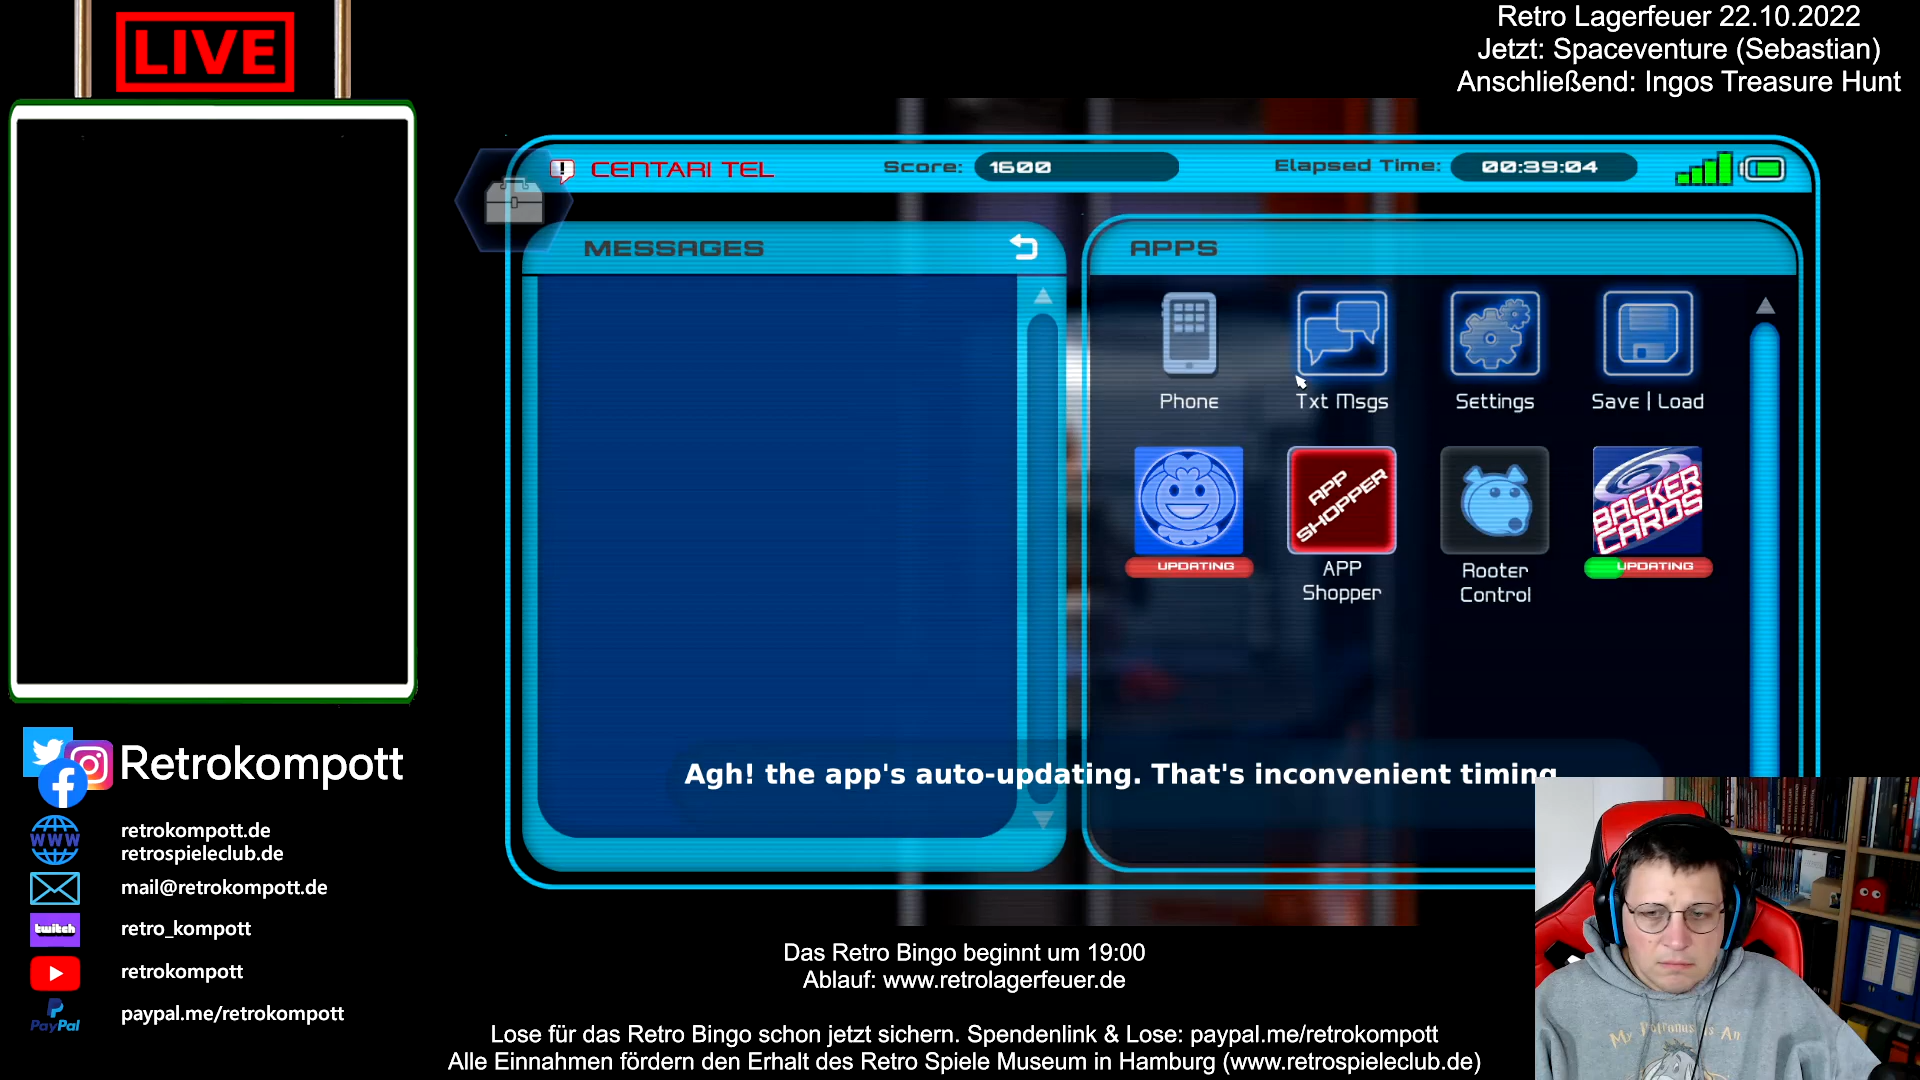 LIVE
Retro Lagerfeuer 22.10.2022
Jetzt: Spaceventure (Sebastian)
Anschließend: Ingos Treasure Hunt
CENTARI TEL
Score: 1600
Elapsed Time: 00:39:04
MESSAGES
APPS
Phone
Txt Msgs
Settings
Save | Load
APP SHOPPER
BACKER CARDS
UPDATING
APP
Shopper
Rooter
Control
UPDATING
Agh! the app's auto-updating. That's inconvenient timing.
Retrokompott
www
retrokompott.de
retrospieleclub.de
mail@retrokompott.de
twitch
retro_kompott
retrokompott
PayPal
paypal.me/retrokompott
Das Retro Bingo beginnt um 19:00
Ablauf: www.retrolagerfeuer.de
Lose für das Retro Bingo schon jetzt sichern. Spendenlink & Lose: paypal.me/retrokompott
Alle Einnahmen fördern den Erhalt des Retro Spiele Museum in Hamburg (www.retrospieleclub.de)
My Patronus is An